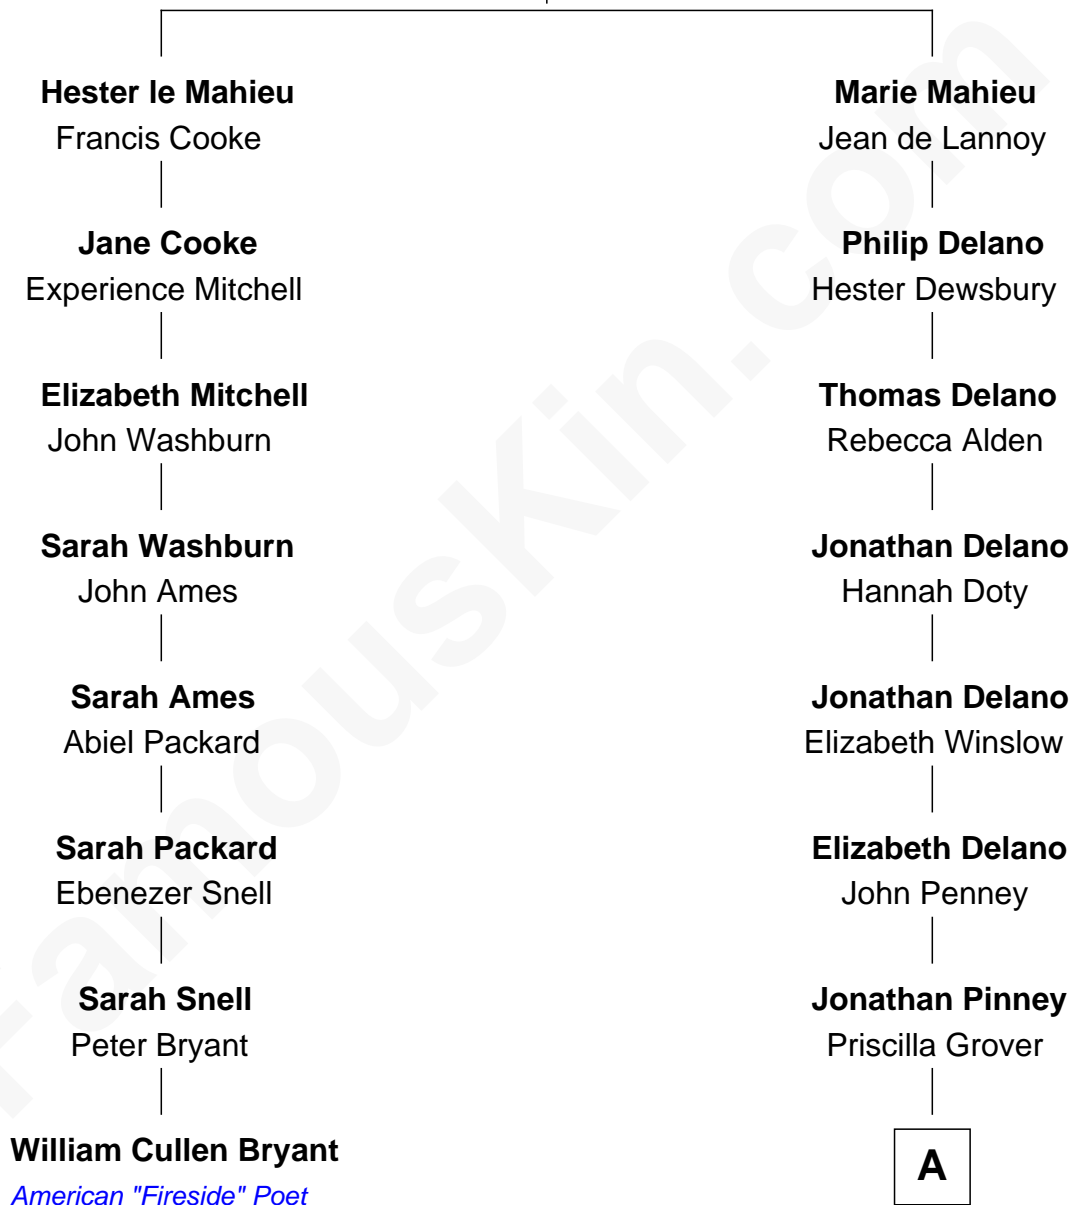 Hester le Mahieu
Francis Cooke
Marie Mahieu
Jean de Lannoy
Jane Cooke
Experience Mitchell
Philip Delano
Hester Dewsbury
Elizabeth Mitchell
John Washburn
Thomas Delano
Rebecca Alden
Sarah Washburn
John Ames
Jonathan Delano
Hannah Doty
Sarah Ames
Abiel Packard
Jonathan Delano
Elizabeth Winslow
Sarah Packard
Ebenezer Snell
Elizabeth Delano
John Penney
Sarah Snell
Peter Bryant
Jonathan Pinney
Priscilla Grover
William Cullen Bryant
American "Fireside" Poet
A
FamousKin.com